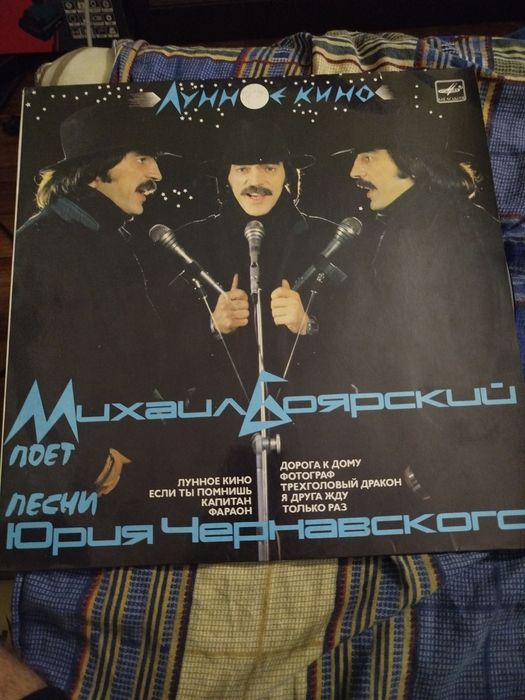 Лунное кино
Михаил Боярский
поет
ЛУННОЕ КИНО
ЕСЛИ ТЫ ПОМНИШЬ
КАПИТАН
ФАРАОН
ДОРОГА К ДОМУ
ФОТОГРАФ
ТРЕХГОЛОВЫЙ ДРАКОН
Я ДРУГА ЖДУ
ТОЛЬКО РАЗ
песни
Юрия Чернавского